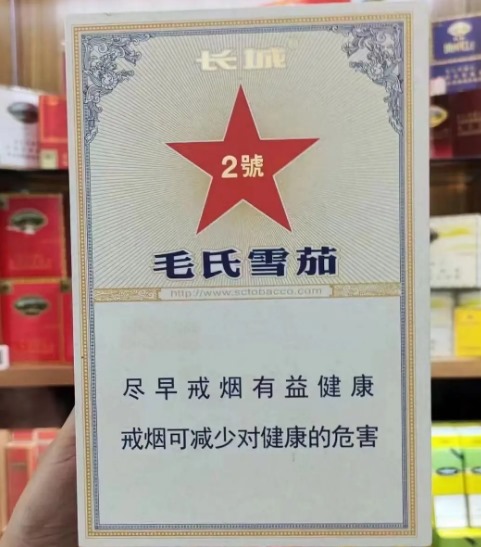 长城
2號
毛氏雪茄
http://www.sctobacco.com
尽早戒烟有益健康
戒烟可减少对健康的危害